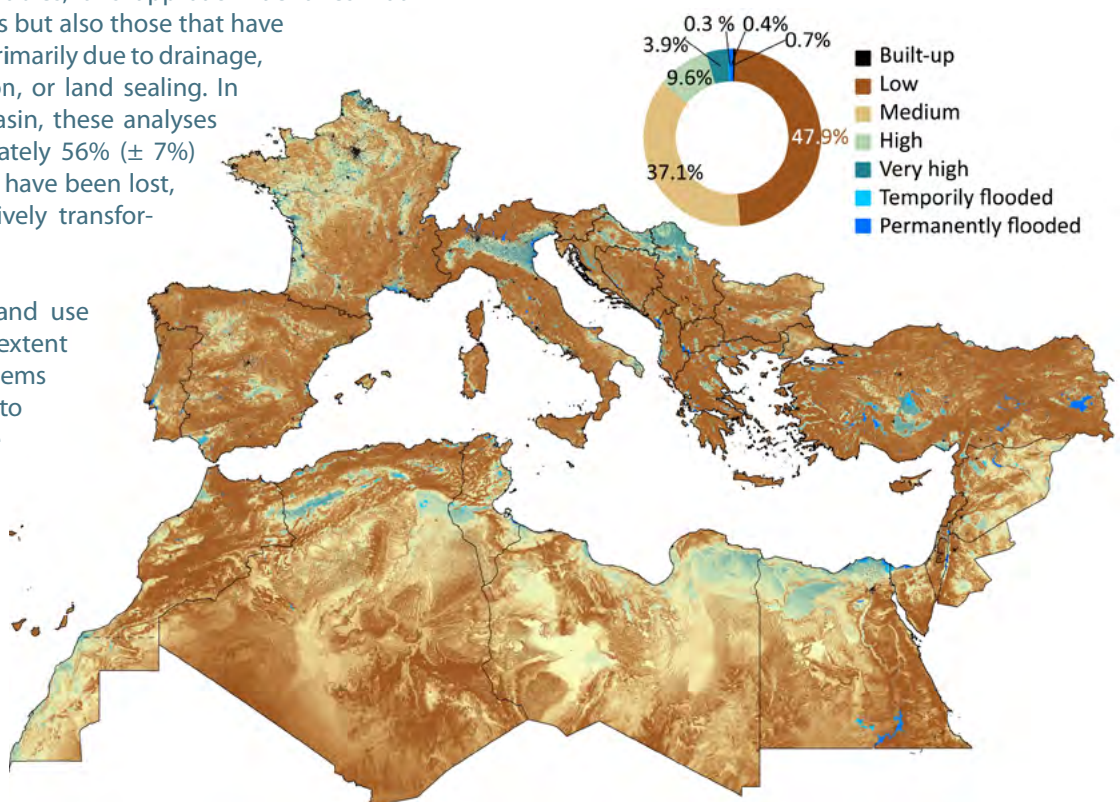 s but also those that have
rimarily due to drainage,
on, or land sealing. In
asin, these analyses
ately 56% (± 7%)
have been lost,
ively transfor-
and use
extent
ems
to
0.3 % 0.4%
3.9% 0.7%
9.6%
47.9%
37.1%
Built-up
Low
Medium
High
Very high
Temporily flooded
Permanently flooded